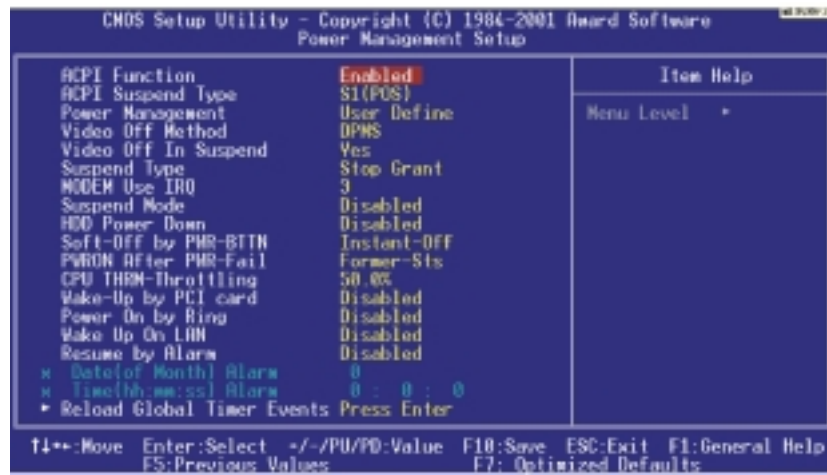 CMOS Setup Utility - Copyright (C) 1984-2001 Award Software
Power Management Setup
ACPI Function Enabled
ACPI Suspend Type S1(POS)
Power Management User Define
Video Off Method DPMS
Video Off In Suspend Yes
Suspend Type Stop Grant
MODEM Use IRQ 3
Suspend Mode Disabled
HDD Power Down Disabled
Soft-Off by PWR-BTTN Instant-Off
PWRON After PWR-Fail Former-Sts
CPU THRM-Throttling 50.0%
Wake-Up by PCI card Disabled
Power On by Ring Disabled
Wake Up On LAN Disabled
Resume by Alarm Disabled
x Date(of Month) Alarm 0
x Time(hh:mm:ss) Alarm 0 : 0 : 0
► Reload Global Timer Events Press Enter
Item Help
Menu Level ►
↑↓→←:Move Enter:Select +/-/PU/PD:Value F10:Save ESC:Exit F1:General Help
F5:Previous Values F7: Optimized Defaults